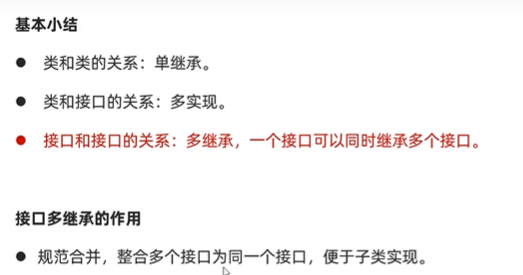 基本小结
● 类和类的关系：单继承。
● 类和接口的关系：多实现。
● 接口和接口的关系：多继承，一个接口可以同时继承多个接口。
接口多继承的作用
● 规范合并，整合多个接口为同一个接口，便于子类实现。